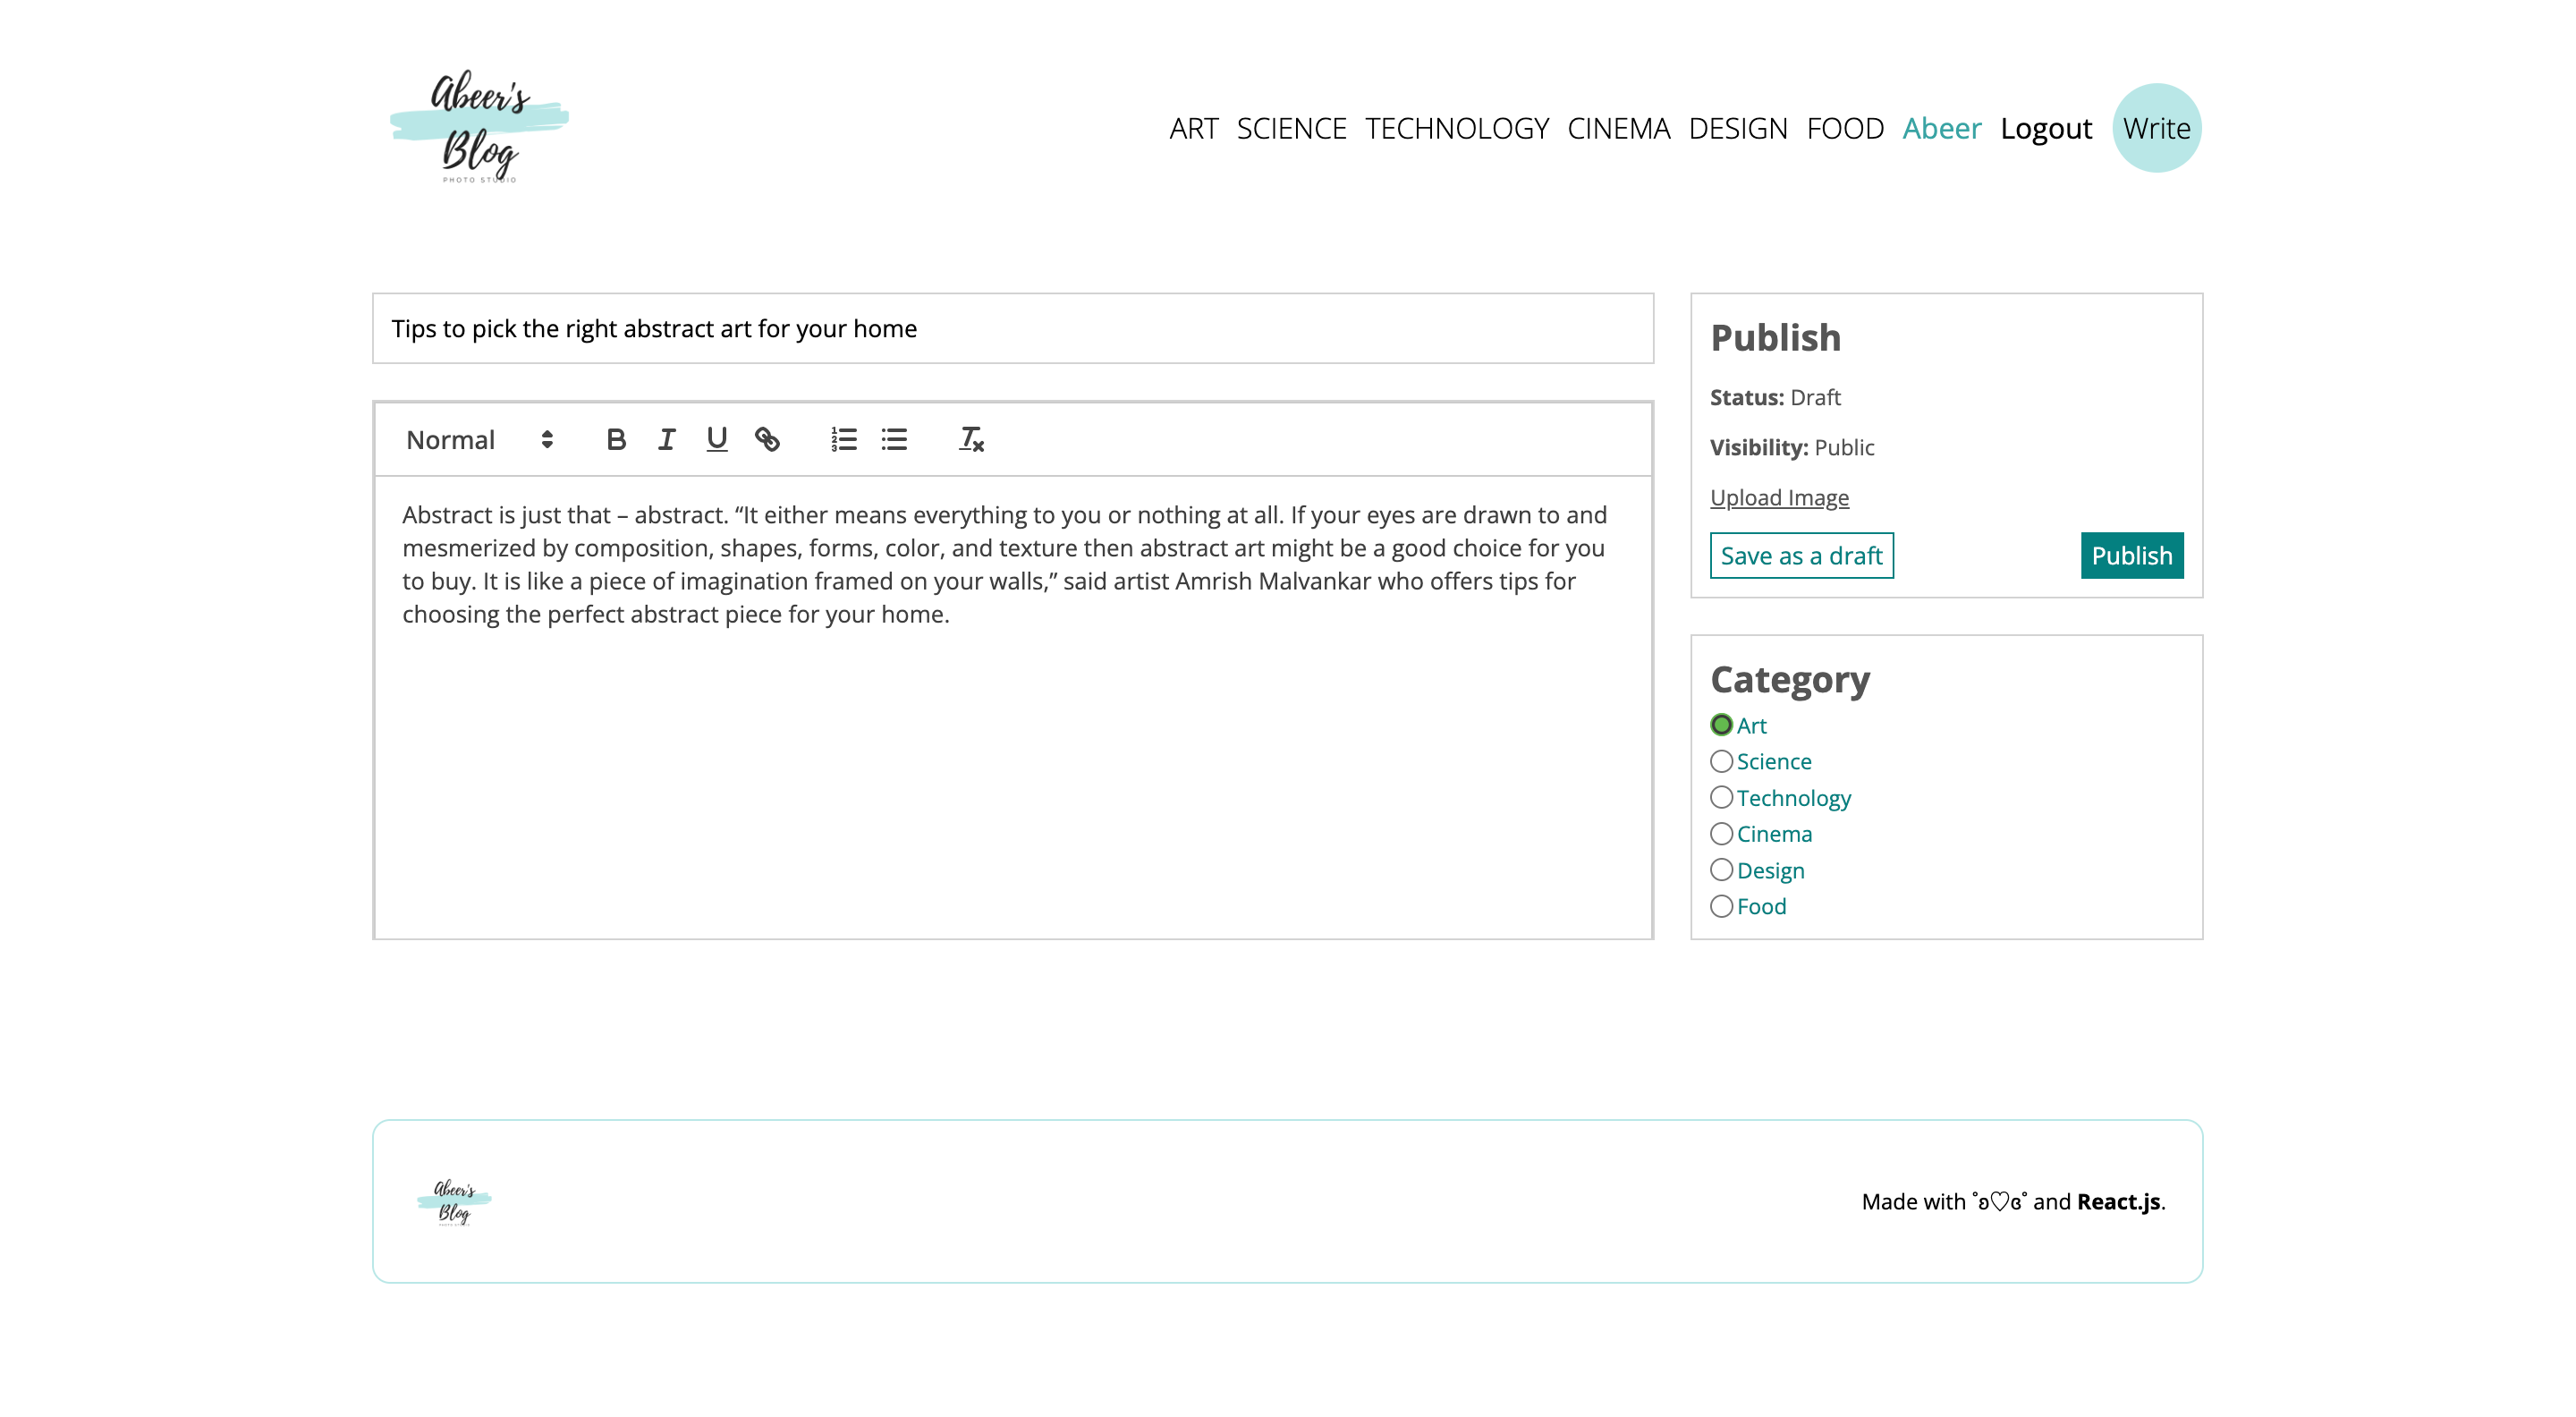 Abeer's
Blog
PHOTO STUDIO
ART SCIENCE TECHNOLOGY CINEMA DESIGN FOOD Abeer Logout Write
Tips to pick the right abstract art for your home
Normal
Abstract is just that – abstract. “It either means everything to you or nothing at all. If your eyes are drawn to and
mesmerized by composition, shapes, forms, color, and texture then abstract art might be a good choice for you
to buy. It is like a piece of imagination framed on your walls,” said artist Amrish Malvankar who offers tips for
choosing the perfect abstract piece for your home.
Publish
Status: Draft
Visibility: Public
Upload Image
Save as a draft
Publish
Category
Art
Science
Technology
Cinema
Design
Food
Abeer's
Blog
PHOTO STUDIO
Made with ˚ʚ♡ɞ˚ and React.js.